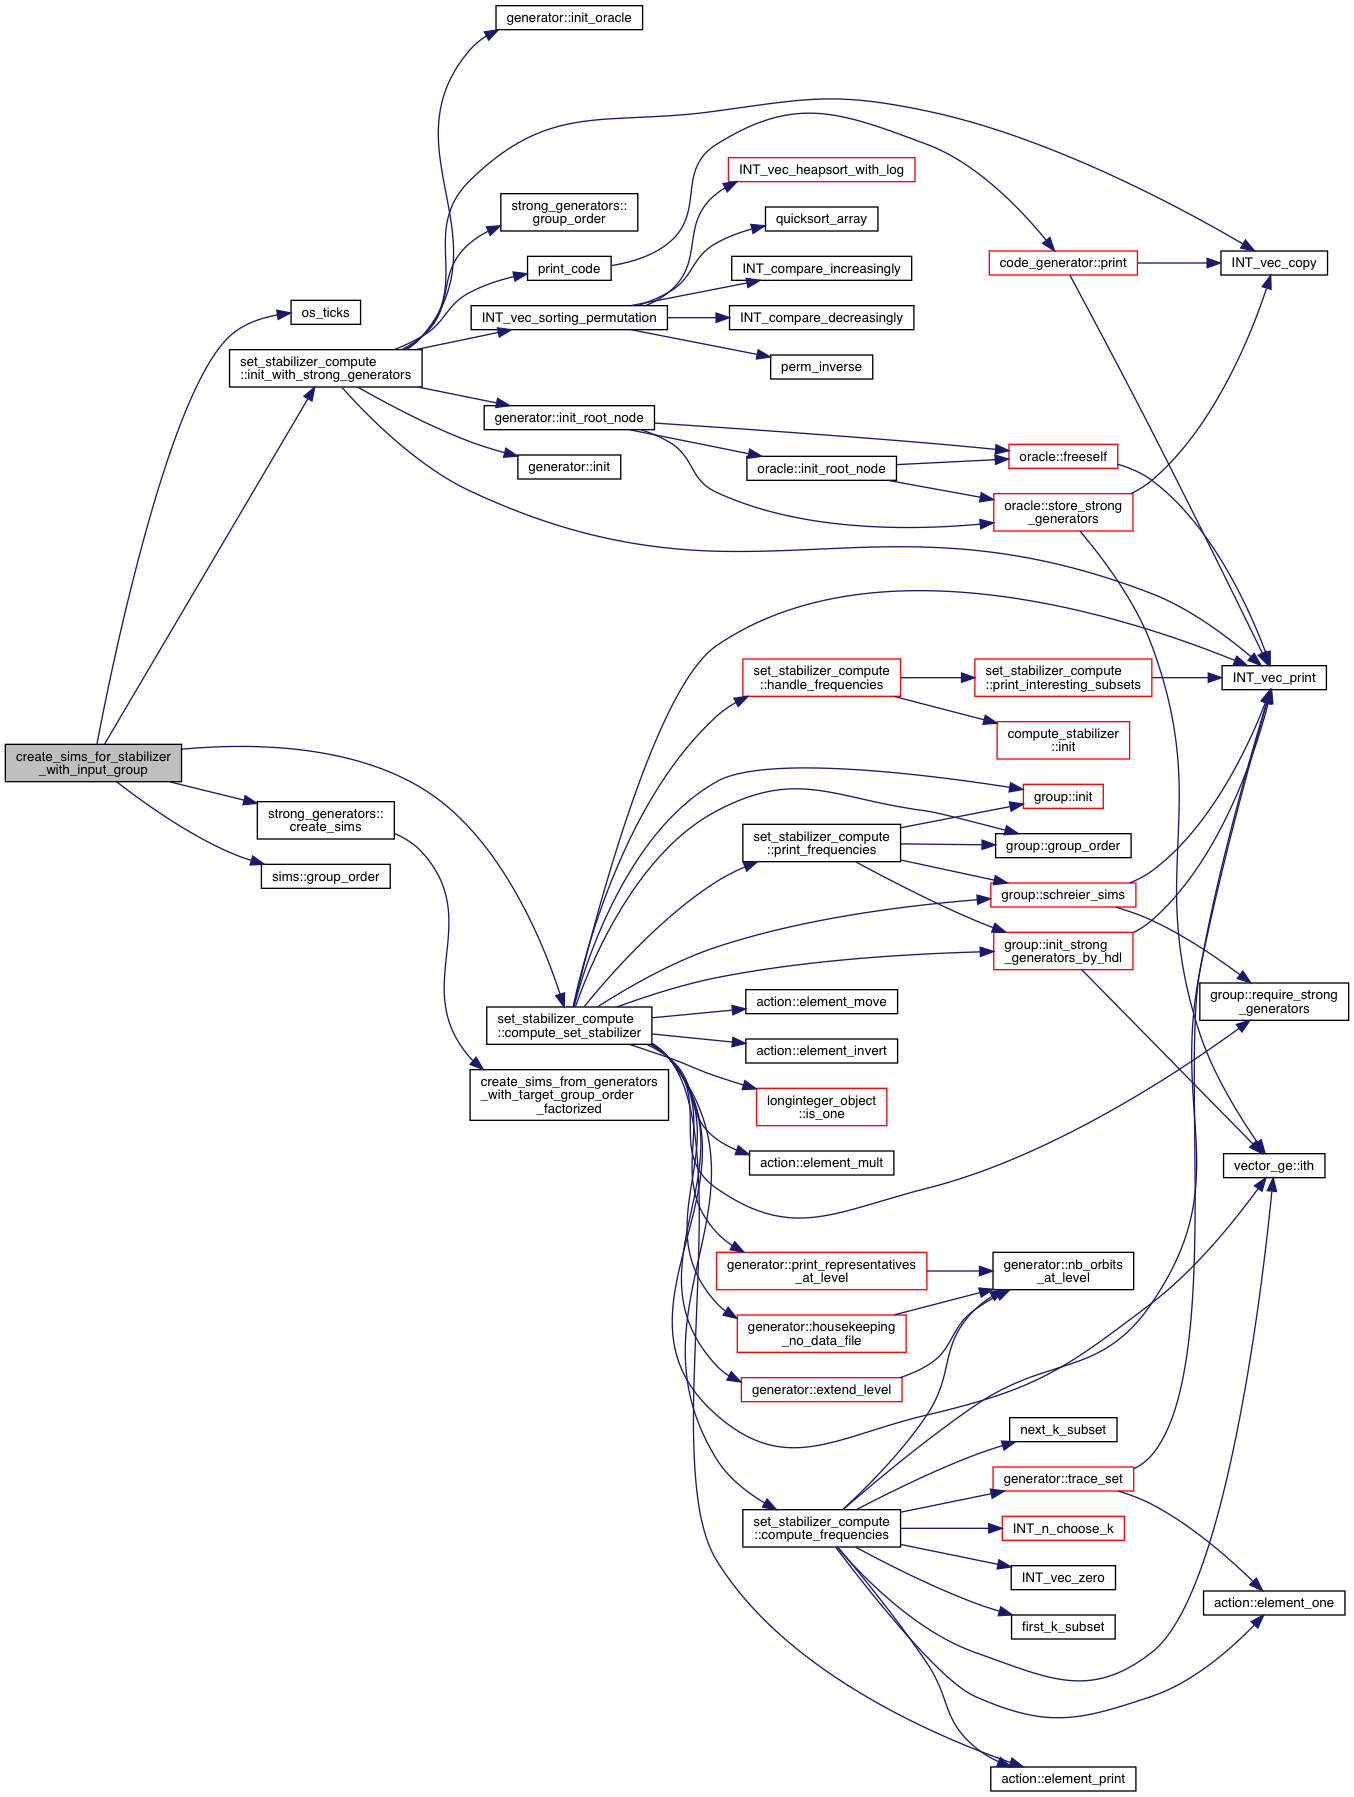 generator::init_oracle
INT_vec_heapsort_with_log
strong_generators::
group_order
quicksort_array
print_code
INT_compare_increasingly
code_generator::print
INT_vec_copy
os_ticks
INT_vec_sorting_permutation
INT_compare_decreasingly
set_stabilizer_compute
::init_with_strong_generators
perm_inverse
generator::init_root_node
oracle::freeself
generator::init
oracle::init_root_node
oracle::store_strong
_generators
set_stabilizer_compute
::handle_frequencies
set_stabilizer_compute
::print_interesting_subsets
INT_vec_print
compute_stabilizer
::init
create_sims_for_stabilizer
_with_input_group
group::init
strong_generators::
create_sims
set_stabilizer_compute
::print_frequencies
group::group_order
sims::group_order
group::schreier_sims
group::init_strong
_generators_by_hdl
group::require_strong
_generators
action::element_move
set_stabilizer_compute
::compute_set_stabilizer
action::element_invert
create_sims_from_generators
_with_target_group_order
_factorized
longinteger_object
::is_one
action::element_mult
vector_ge::ith
generator::print_representatives
_at_level
generator::nb_orbits
_at_level
generator::housekeeping
_no_data_file
generator::extend_level
next_k_subset
generator::trace_set
set_stabilizer_compute
::compute_frequencies
INT_n_choose_k
INT_vec_zero
action::element_one
first_k_subset
action::element_print